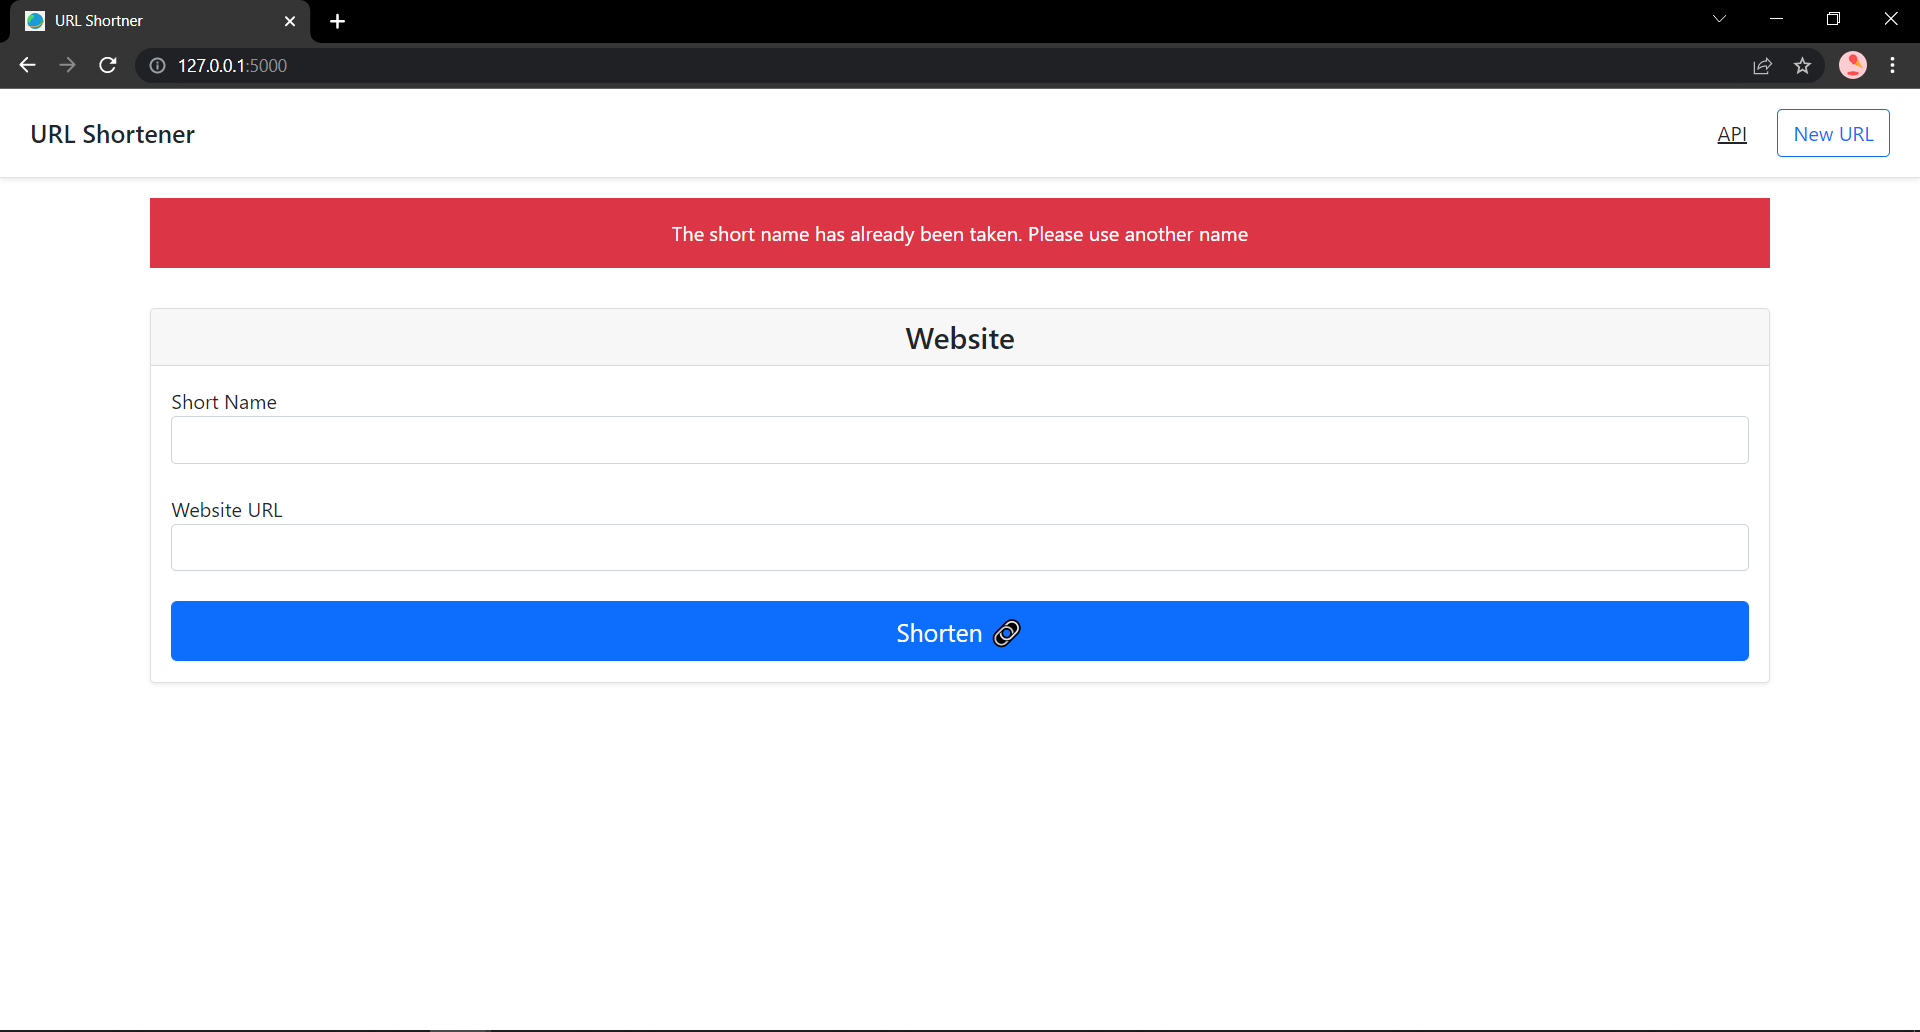 URL Shortner
127.0.0.1:5000
URL Shortener
API
New URL
The short name has already been taken. Please use another name
Website
Short Name
Website URL
Shorten 🔗